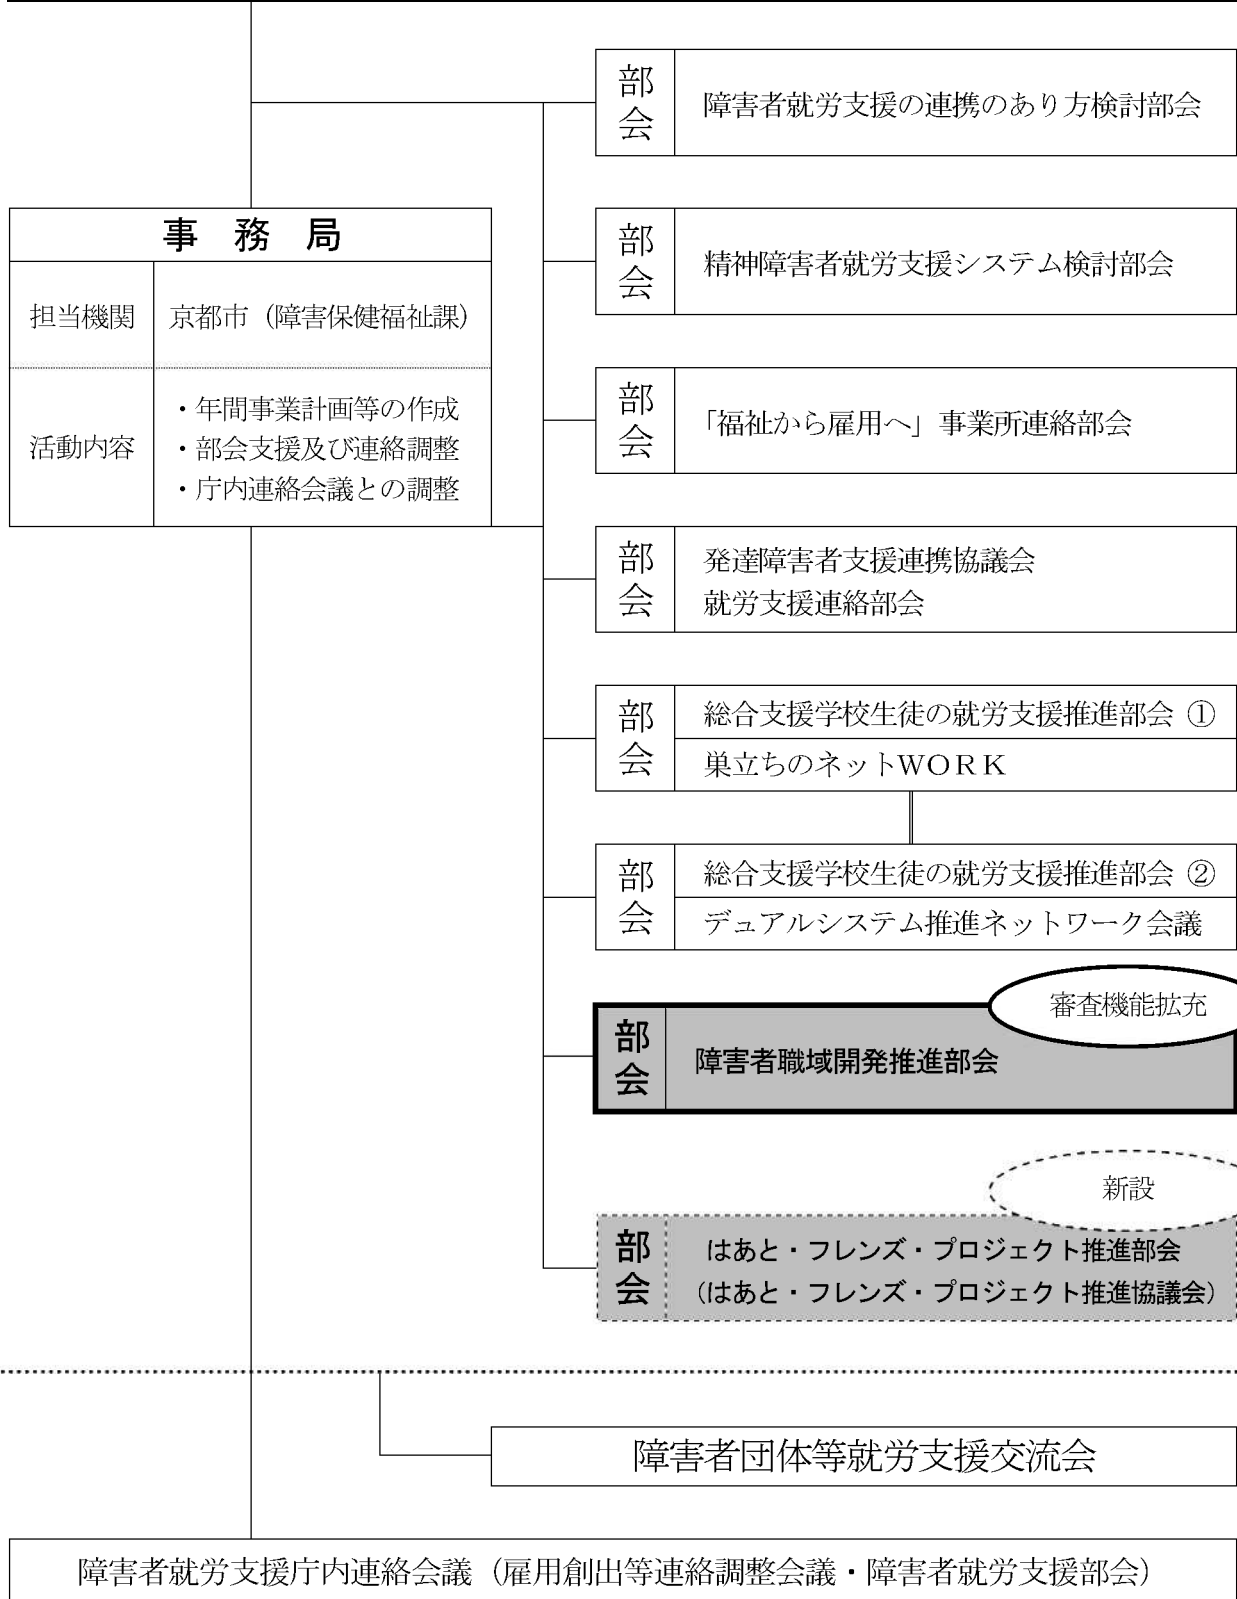 部会
障害者就労支援の連携のあり方検討部会
事 務 局
担当機関
京都市（障害保健福祉課）
活動内容
・年間事業計画等の作成
・部会支援及び連絡調整
・庁内連絡会議との調整
部会
精神障害者就労支援システム検討部会
部会
「福祉から雇用へ」事業所連絡部会
部会
発達障害者支援連携協議会
就労支援連絡部会
部会
総合支援学校生徒の就労支援推進部会 ①
巣立ちのネットWORK
部会
総合支援学校生徒の就労支援推進部会 ②
デュアルシステム推進ネットワーク会議
審査機能拡充
部会
障害者職域開発推進部会
新設
部会
はあと・フレンズ・プロジェクト推進部会
（はあと・フレンズ・プロジェクト推進協議会）
障害者団体等就労支援交流会
障害者就労支援庁内連絡会議（雇用創出等連絡調整会議・障害者就労支援部会）